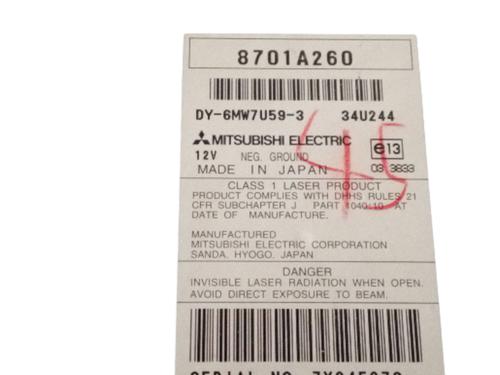 8701A260
DY-6MW7U59-3 34U244
MITSUBISHI ELECTRIC
12V NEG. GROUND
e13
MADE IN JAPAN 03 3833
45
CLASS 1 LASER PRODUCT
PRODUCT COMPLIES WITH DHHS RULES 21
CFR SUBCHAPTER J PART 1040.10 AT
DATE OF MANUFACTURE.
MANUFACTURED
MITSUBISHI ELECTRIC CORPORATION
SANDA, HYOGO, JAPAN
DANGER
INVISIBLE LASER RADIATION WHEN OPEN.
AVOID DIRECT EXPOSURE TO BEAM.
SERIAL NO.